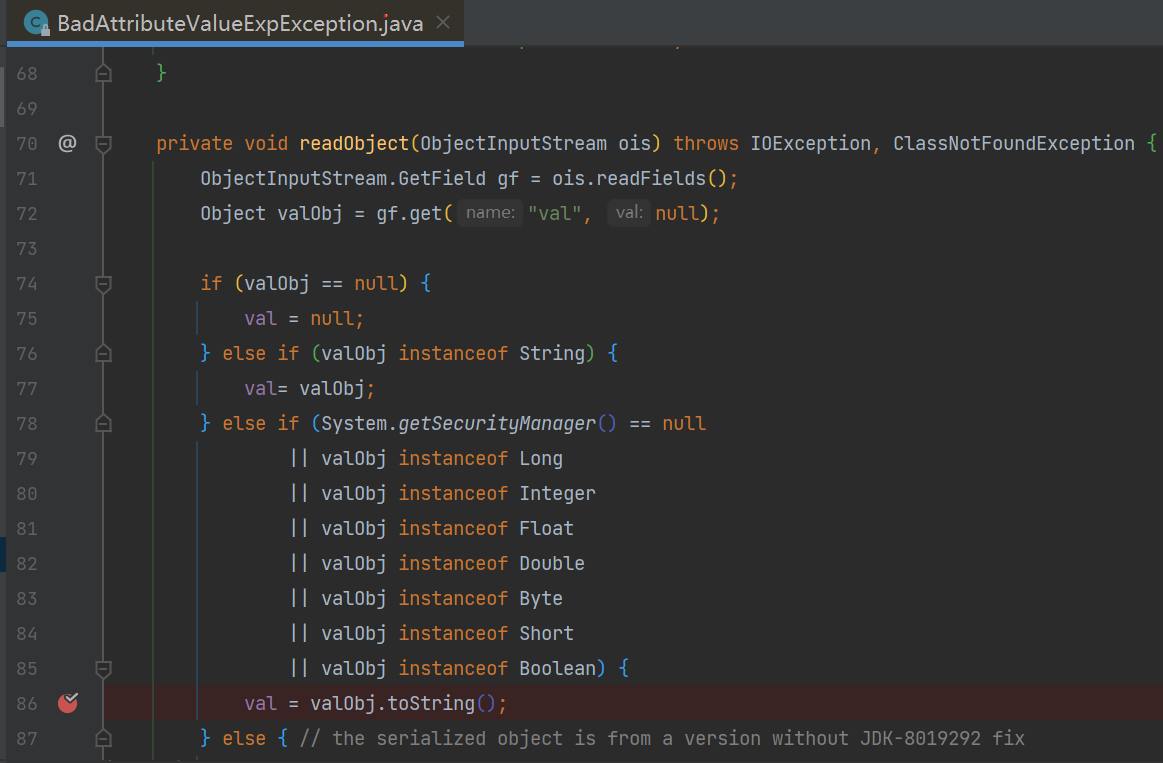 BadAttributeValueExpException.java
68 }
69
70 @ private void readObject(ObjectInputStream ois) throws IOException, ClassNotFoundException {
71 ObjectInputStream.GetField gf = ois.readFields();
72 Object valObj = gf.get( name: "val", val: null);
73
74 if (valObj == null) {
75 val = null;
76 } else if (valObj instanceof String) {
77 val= valObj;
78 } else if (System.getSecurityManager() == null
79 || valObj instanceof Long
80 || valObj instanceof Integer
81 || valObj instanceof Float
82 || valObj instanceof Double
83 || valObj instanceof Byte
84 || valObj instanceof Short
85 || valObj instanceof Boolean) {
86 val = valObj.toString();
87 } else { // the serialized object is from a version without JDK-8019292 fix